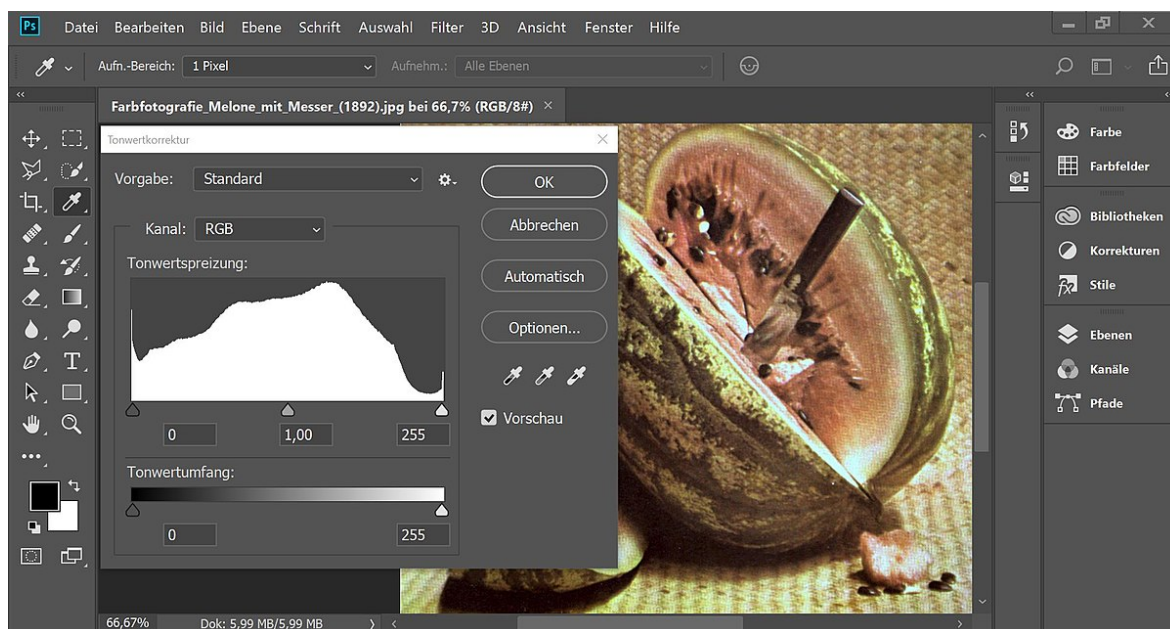 Ps Datei Bearbeiten Bild Ebene Schrift Auswahl Filter 3D Ansicht Fenster Hilfe
Aufn.-Bereich: 1 Pixel Aufnehm.: Alle Ebenen
Farbfotografie_Melone_mit_Messer_(1892).jpg bei 66,7% (RGB/8#) ×
Tonwertkorrektur
Vorgabe: Standard
OK
Kanal: RGB
Abbrechen
Tonwertspreizung:
Automatisch
Optionen...
0 1,00 255
Vorschau
Tonwertumfang:
0 255
Farbe
Farbfelder
Bibliotheken
Korrekturen
Stile
Ebenen
Kanäle
Pfade
66,67% Dok: 5,99 MB/5,99 MB